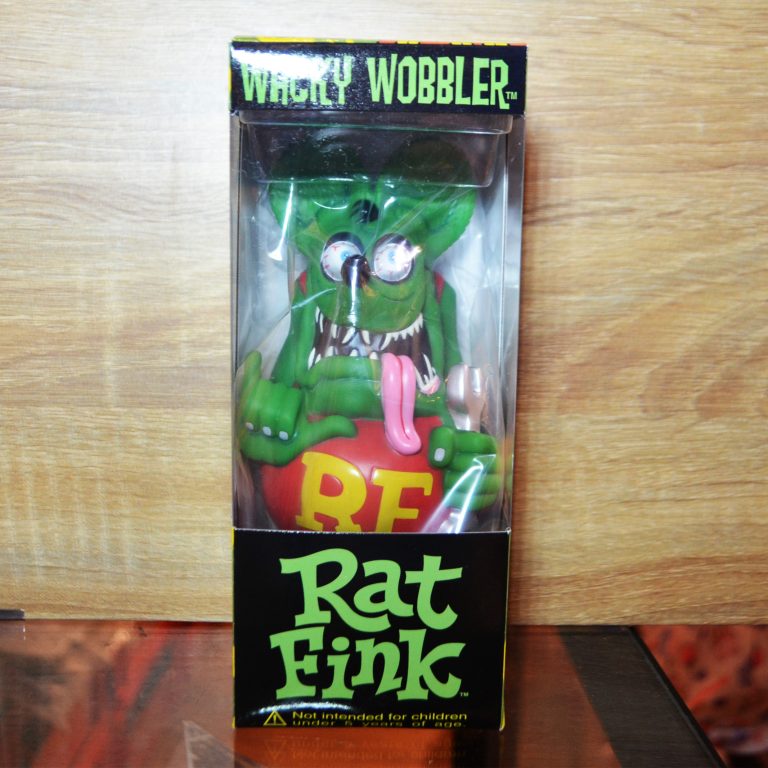 WACKY WOBBLER™
RF
Rat
Fink™
Not intended for children
under 5 years of age.